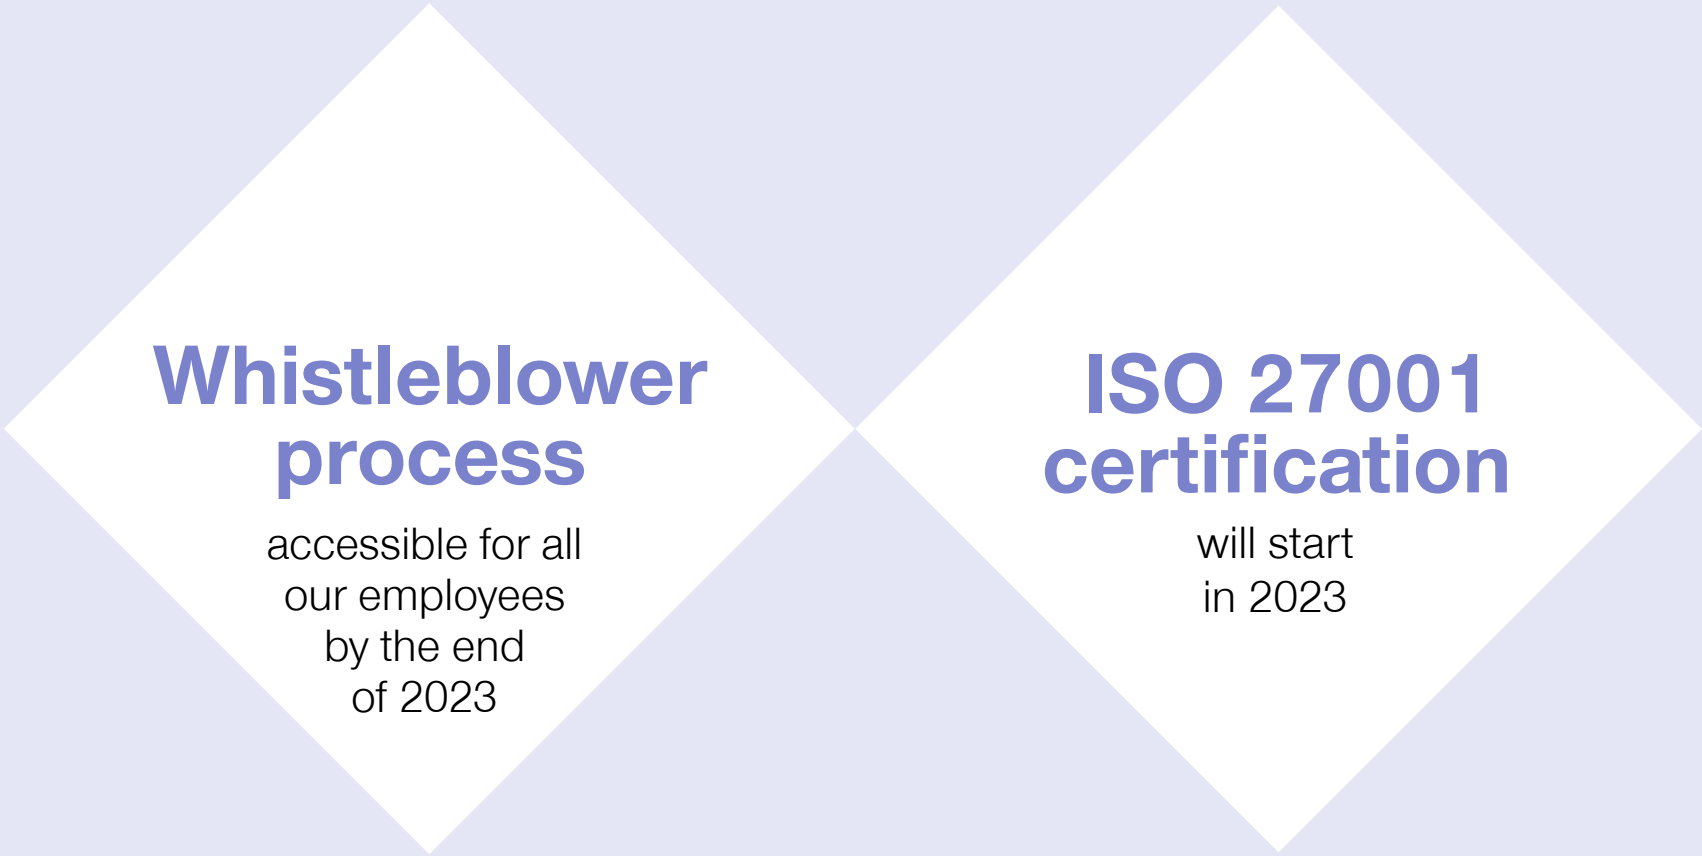 Whistleblower
process
accessible for all
our employees
by the end
of 2023
ISO 27001
certification
will start
in 2023